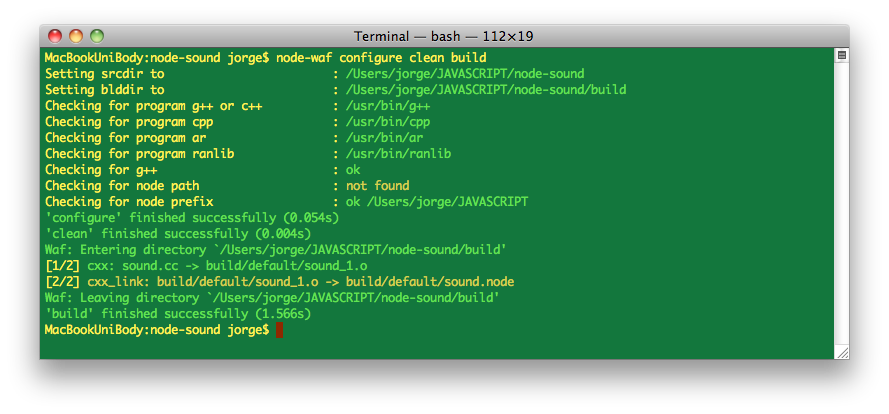 Terminal — bash — 112×19
MacBookUniBody:node-sound jorge$ node-waf configure clean build
Setting srcdir to : /Users/jorge/JAVASCRIPT/node-sound
Setting blddir to : /Users/jorge/JAVASCRIPT/node-sound/build
Checking for program g++ or c++ : /usr/bin/g++
Checking for program cpp : /usr/bin/cpp
Checking for program ar : /usr/bin/ar
Checking for program ranlib : /usr/bin/ranlib
Checking for g++ : ok
Checking for node path : not found
Checking for node prefix : ok /Users/jorge/JAVASCRIPT
'configure' finished successfully (0.054s)
'clean' finished successfully (0.004s)
Waf: Entering directory `/Users/jorge/JAVASCRIPT/node-sound/build'
[1/2] cxx: sound.cc -> build/default/sound_1.o
[2/2] cxx_link: build/default/sound_1.o -> build/default/sound.node
Waf: Leaving directory `/Users/jorge/JAVASCRIPT/node-sound/build'
'build' finished successfully (1.566s)
MacBookUniBody:node-sound jorge$